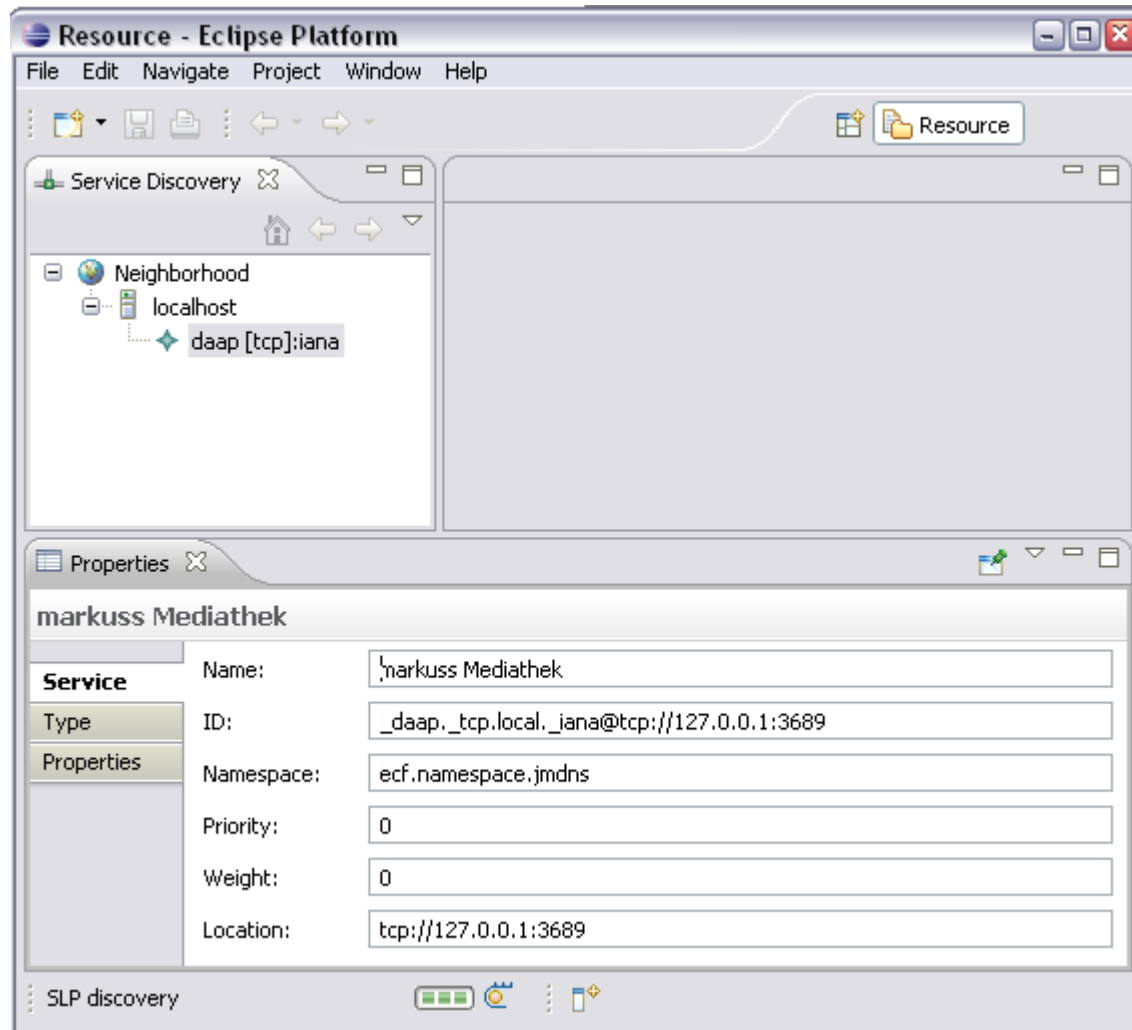 Resource - Eclipse Platform
File Edit Navigate Project Window Help
Resource
Service Discovery
Neighborhood
localhost
daap [tcp]:iana
Properties
markuss Mediathek
Service
Type
Properties
Name: markuss Mediathek
ID: _daap._tcp.local._iana@tcp://127.0.0.1:3689
Namespace: ecf.namespace.jmdns
Priority: 0
Weight: 0
Location: tcp://127.0.0.1:3689
SLP discovery